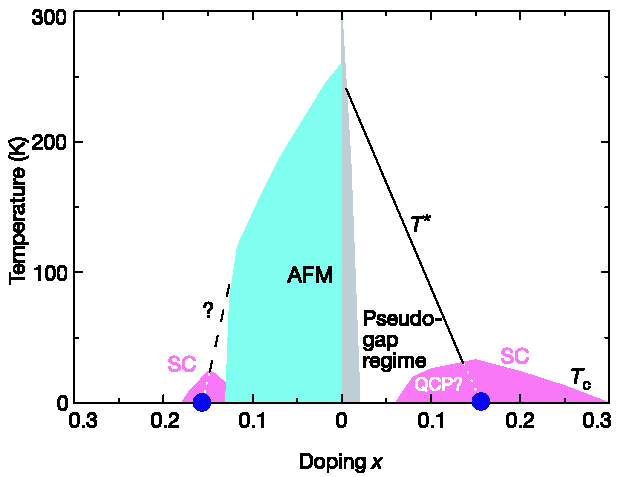 300
200
100
0
Temperature (K)
AFM
T*
?
Pseudo-
gap
regime
SC
SC
QCP?
Tc
0.3
0.2
0.1
0
0.1
0.2
0.3
Doping x